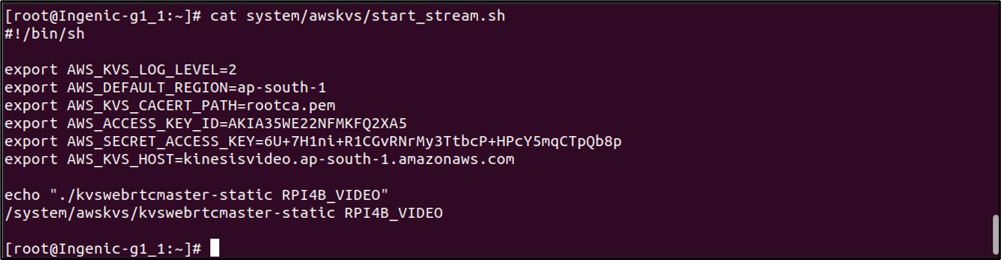 [root@Ingenic-g1_1:~]# cat system/awskvs/start_stream.sh
#!/bin/sh
export AWS_KVS_LOG_LEVEL=2
export AWS_DEFAULT_REGION=ap-south-1
export AWS_KVS_CACERT_PATH=rootca.pem
export AWS_ACCESS_KEY_ID=AKIA35WE22NFMKFQ2XA5
export AWS_SECRET_ACCESS_KEY=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
export AWS_KVS_HOST=kinesisvideo.ap-south-1.amazonaws.com
echo "./kvswebrtcmaster-static RPI4B_VIDEO"
/system/awskvs/kvswebrtcmaster-static RPI4B_VIDEO
[root@Ingenic-g1_1:~]#